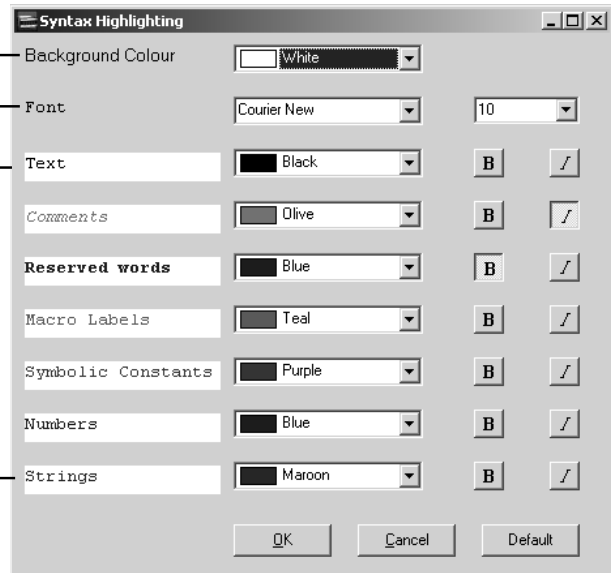 Syntax Highlighting
Background Colour White
Font Courier New 10
Text Black B I
Comments Olive B I
Reserved words Blue B I
Macro Labels Teal B I
Symbolic Constants Purple B I
Numbers Blue B I
Strings Maroon B I
OK Cancel Default